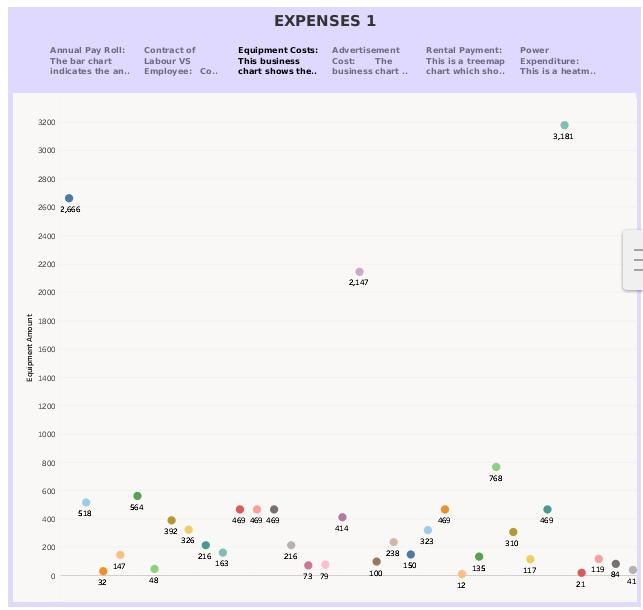 EXPENSES 1
Annual Pay Roll:
The bar chart
indicates the an..
Contract of
Labour VS
Employee: Co..
Equipment Costs:
This business
chart shows the..
Advertisement
Cost: The
business chart ..
Rental Payment:
This is a treemap
chart which sho..
Power
Expenditure:
This is a heatm..
Equipment Amount
3200
3000
2800
2600
2400
2200
2000
1800
1600
1400
1200
1000
800
600
400
200
0
2,666
518
32
147
564
48
392
326
216
163
469
469
469
216
73
79
414
2,147
100
238
150
323
469
12
135
768
310
117
469
3,181
21
119
84
41